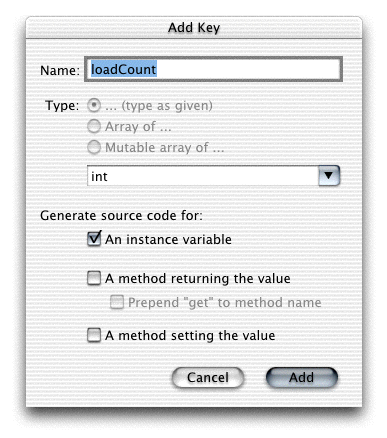 Add Key
Name: loadCount
Type: ... (type as given)
Array of ...
Mutable array of ...
int
Generate source code for:
An instance variable
A method returning the value
Prepend "get" to method name
A method setting the value
Cancel Add